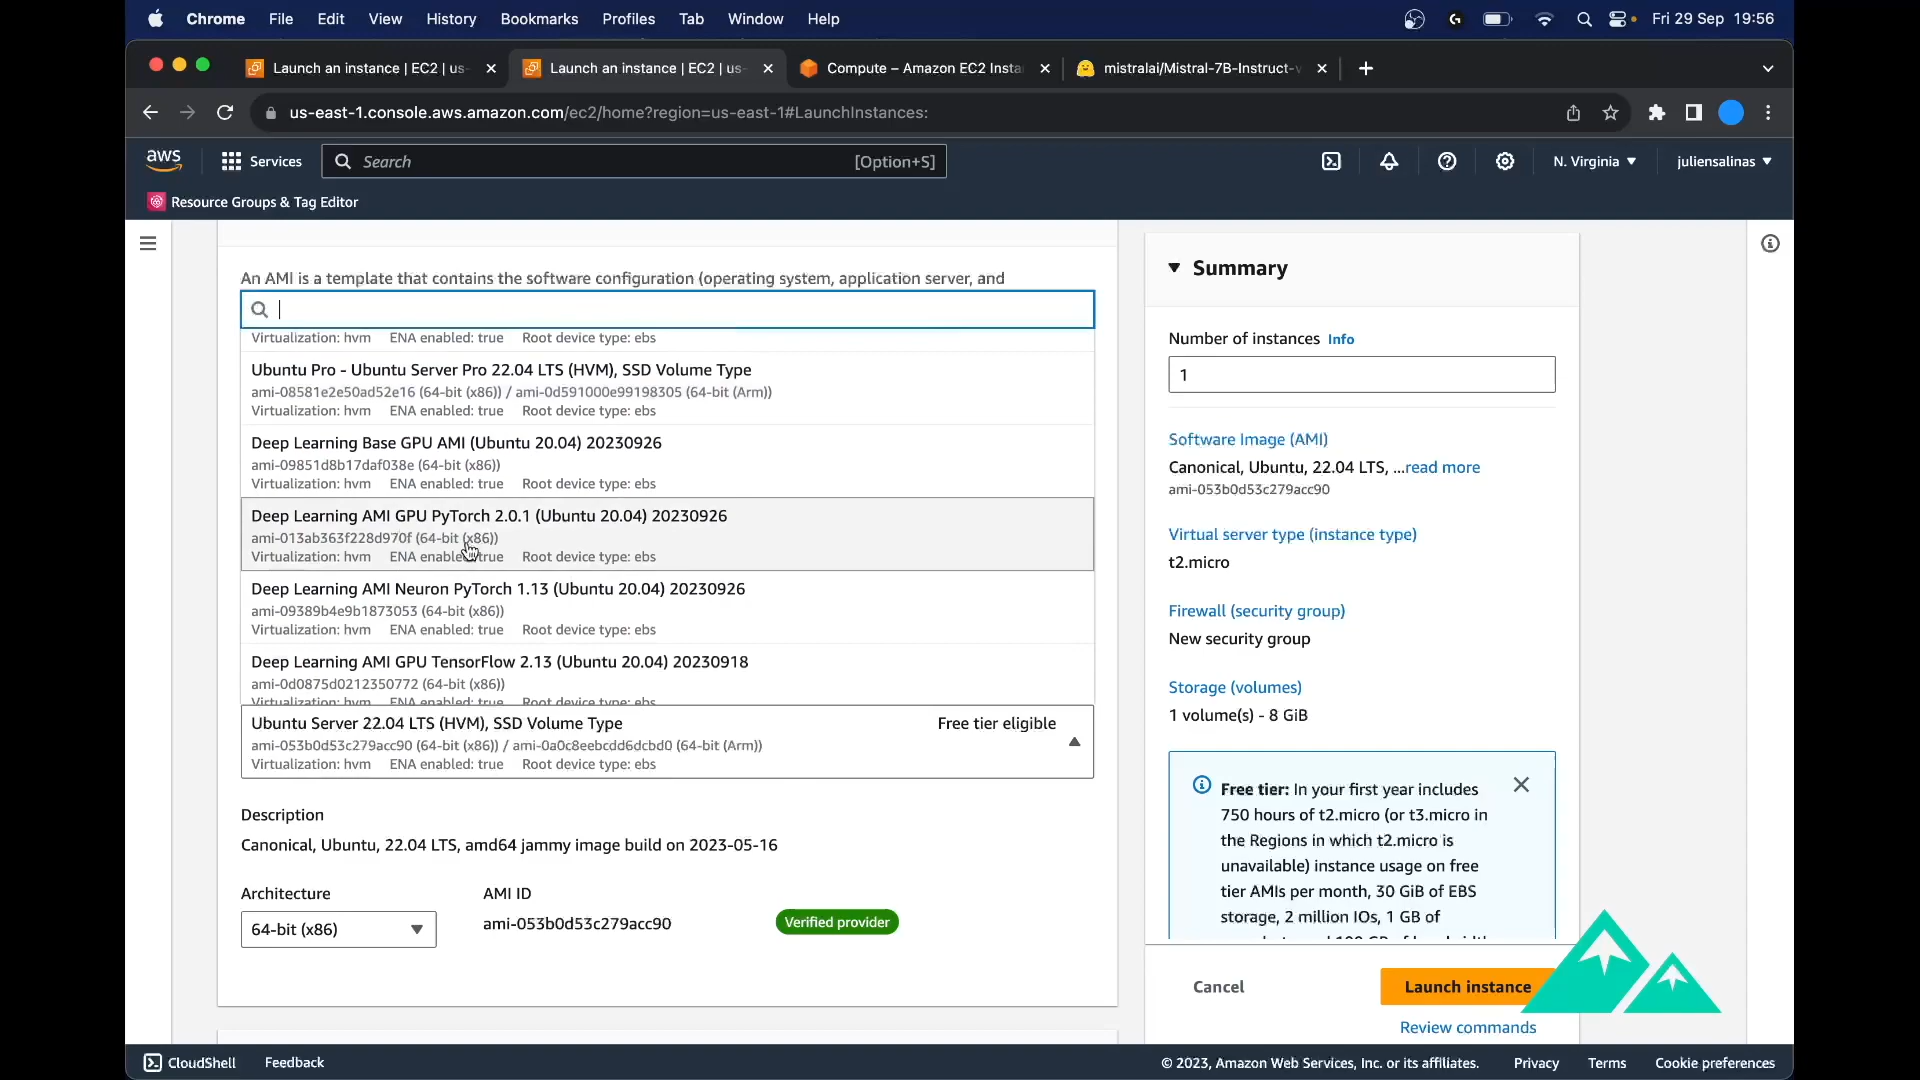 Chrome File Edit View History Bookmarks Profiles Tab Window Help Fri 29 Sep 19:56
Launch an instance | EC2 | us- Launch an instance | EC2 | us- Compute – Amazon EC2 Insta mistralai/Mistral-7B-Instruct-v
us-east-1.console.aws.amazon.com/ec2/home?region=us-east-1#LaunchInstances:
aws Services Search [Option+S] N. Virginia juliensalinas
Resource Groups & Tag Editor
An AMI is a template that contains the software configuration (operating system, application server, and
Virtualization: hvm ENA enabled: true Root device type: ebs
Ubuntu Pro - Ubuntu Server Pro 22.04 LTS (HVM), SSD Volume Type
ami-08581e2e50ad52e16 (64-bit (x86)) / ami-0d591000e99198305 (64-bit (Arm))
Virtualization: hvm ENA enabled: true Root device type: ebs
Deep Learning Base GPU AMI (Ubuntu 20.04) 20230926
ami-09851d8b17daf038e (64-bit (x86))
Virtualization: hvm ENA enabled: true Root device type: ebs
Deep Learning AMI GPU PyTorch 2.0.1 (Ubuntu 20.04) 20230926
ami-013ab363f228d970f (64-bit (x86))
Virtualization: hvm ENA enabled: true Root device type: ebs
Deep Learning AMI Neuron PyTorch 1.13 (Ubuntu 20.04) 20230926
ami-09389b4e9b1873053 (64-bit (x86))
Virtualization: hvm ENA enabled: true Root device type: ebs
Deep Learning AMI GPU TensorFlow 2.13 (Ubuntu 20.04) 20230918
ami-0d0875d0212350772 (64-bit (x86))
Virtualization: hvm ENA enabled: true Root device type: ebs
Ubuntu Server 22.04 LTS (HVM), SSD Volume Type Free tier eligible
ami-053b0d53c279acc90 (64-bit (x86)) / ami-0a0c8eebcdd6dcbd0 (64-bit (Arm))
Virtualization: hvm ENA enabled: true Root device type: ebs
Description
Canonical, Ubuntu, 22.04 LTS, amd64 jammy image build on 2023-05-16
Architecture AMI ID
64-bit (x86) ami-053b0d53c279acc90 Verified provider
Summary
Number of instances Info
1
Software Image (AMI)
Canonical, Ubuntu, 22.04 LTS, ...read more
ami-053b0d53c279acc90
Virtual server type (instance type)
t2.micro
Firewall (security group)
New security group
Storage (volumes)
1 volume(s) - 8 GiB
Free tier: In your first year includes
750 hours of t2.micro (or t3.micro in
the Regions in which t2.micro is
unavailable) instance usage on free
tier AMIs per month, 30 GiB of EBS
storage, 2 million IOs, 1 GB of
Cancel Launch instance
Review commands
CloudShell Feedback © 2023, Amazon Web Services, Inc. or its affiliates. Privacy Terms Cookie preferences